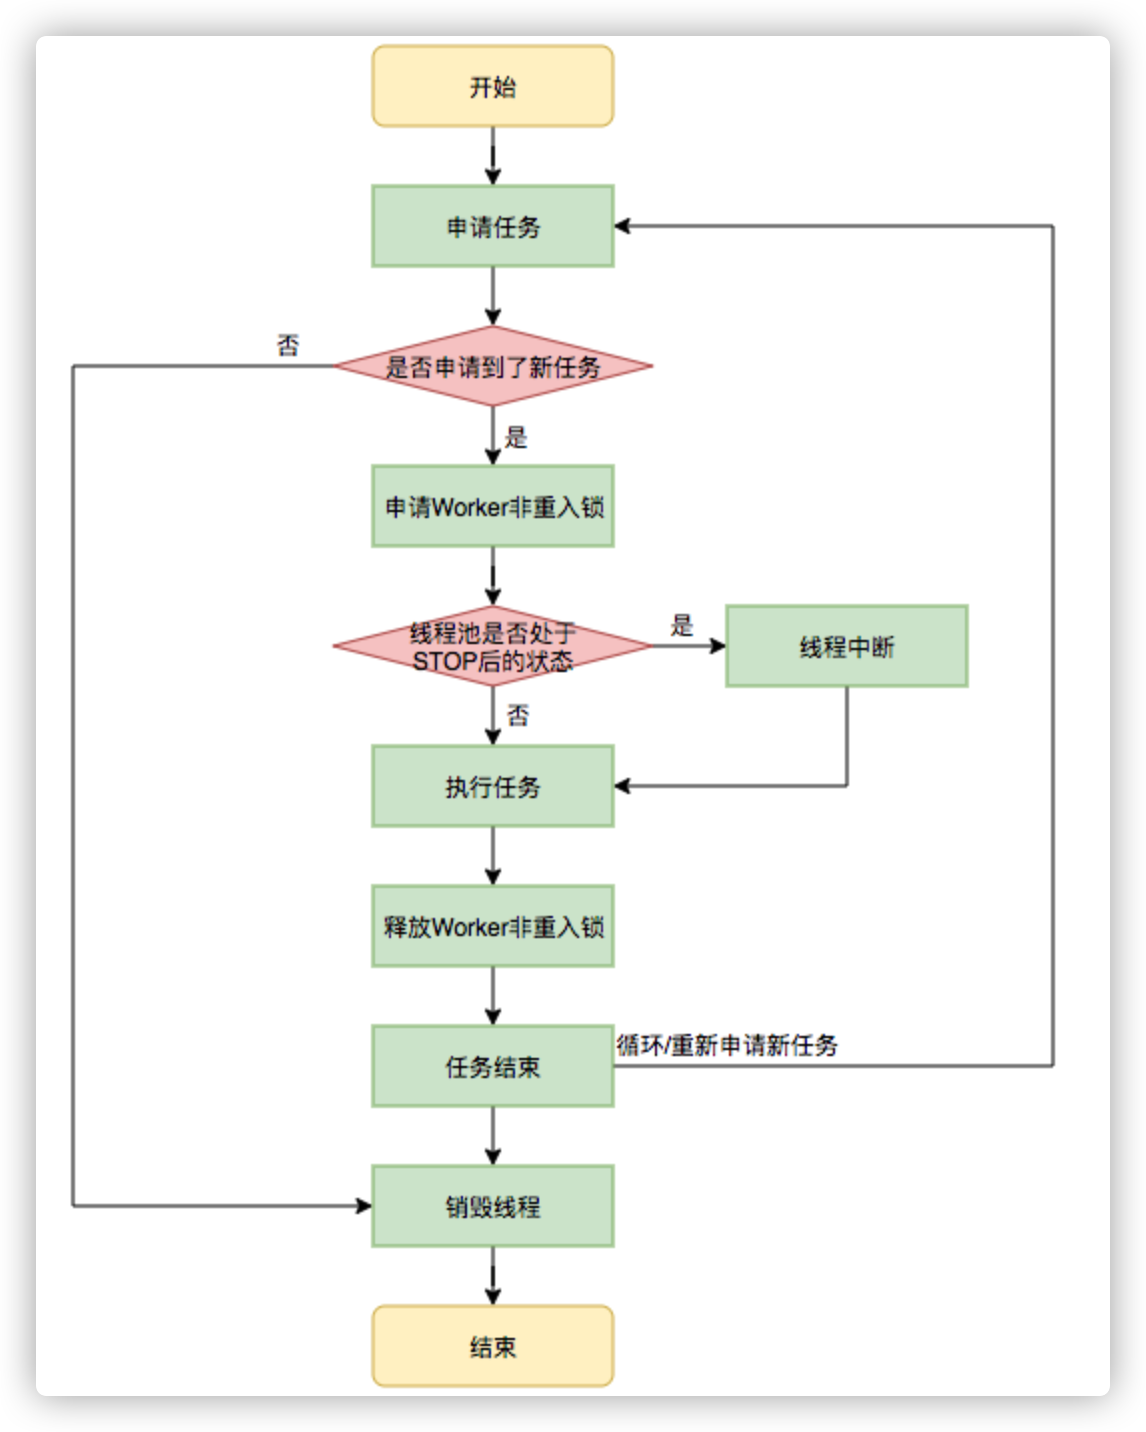 开始
申请任务
否
是否申请到了新任务
是
申请Worker非重入锁
线程池是否处于
STOP后的状态
是
线程中断
否
执行任务
释放Worker非重入锁
循环/重新申请新任务
任务结束
销毁线程
结束